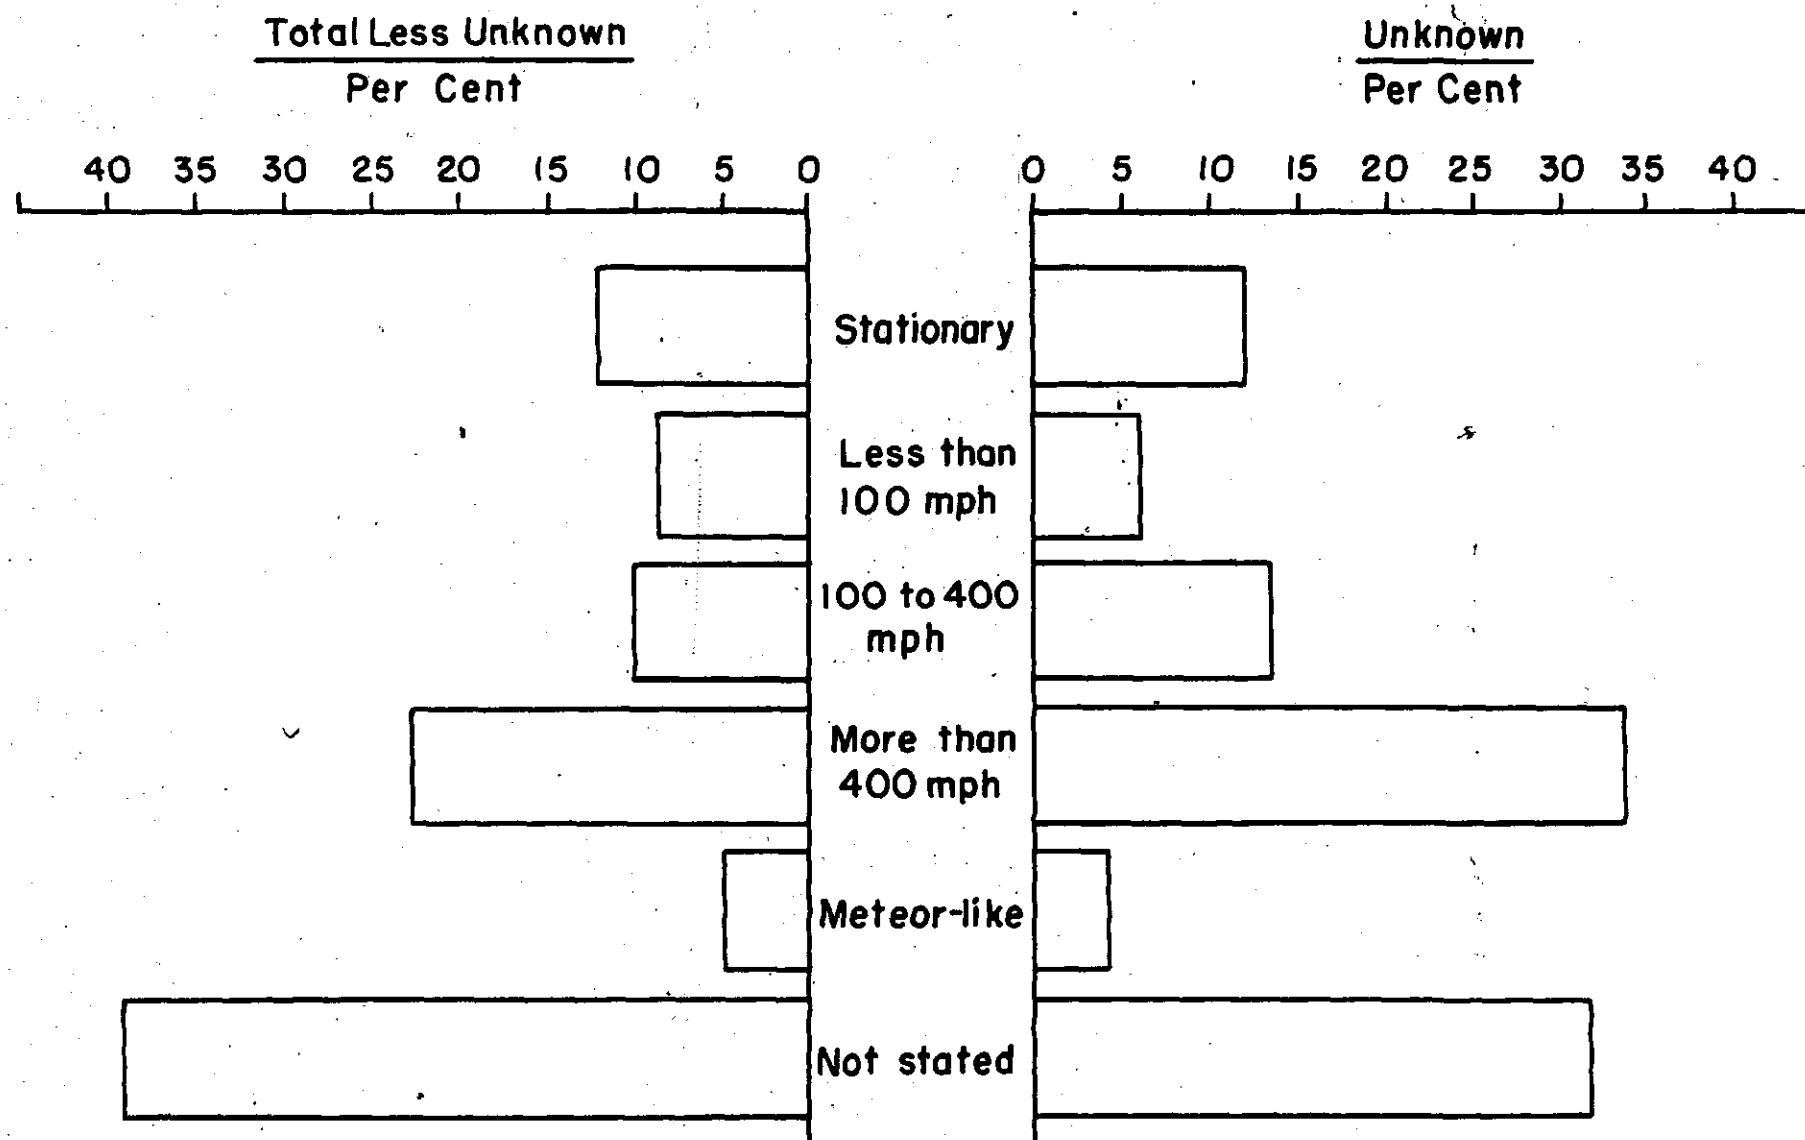 Total Less Unknown
Per Cent
Unknown
Per Cent
40 35 30 25 20 15 10 5 0
0 5 10 15 20 25 30 35 40
Stationary
Less than
100 mph
100 to 400
mph
More than
400 mph
Meteor-like
Not stated